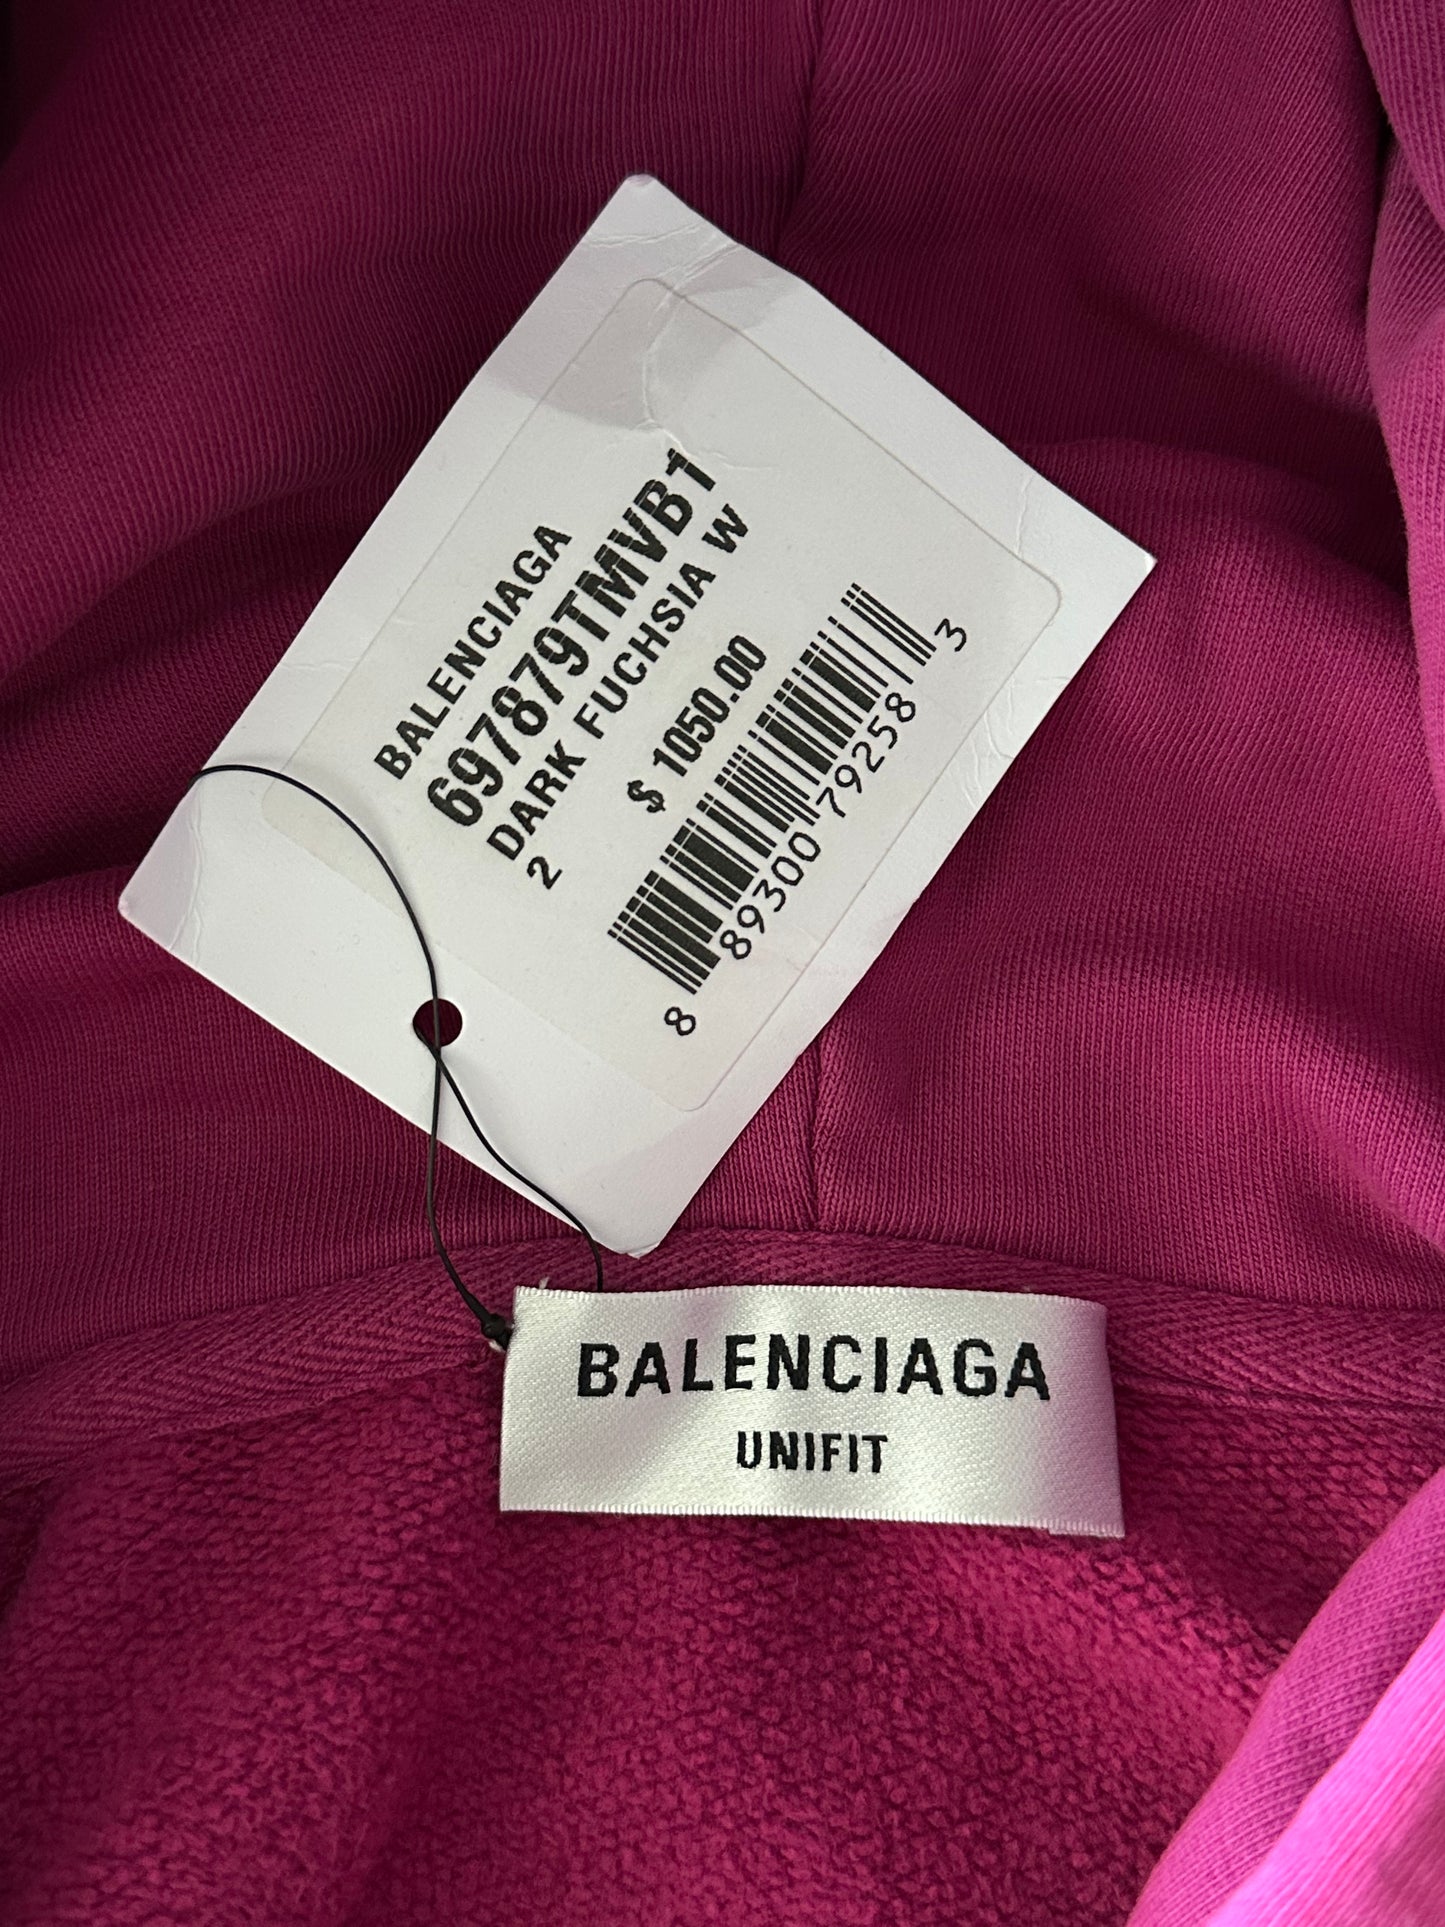 BALENCIAGA
697879TMVB1
DARK FUCHSIA W
2
$ 1050.00
8 89300 79258 3
BALENCIAGA
UNIFIT